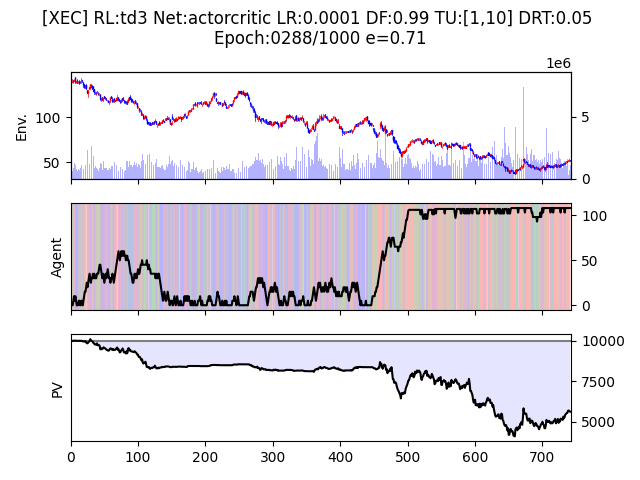 [XEC] RL:td3 Net:actorcritic LR:0.0001 DF:0.99 TU:[1,10] DRT:0.05
Epoch:0288/1000 e=0.71
1e6
Env.
100
50
5
0
Agent
100
50
0
PV
10000
7500
5000
0 100 200 300 400 500 600 700